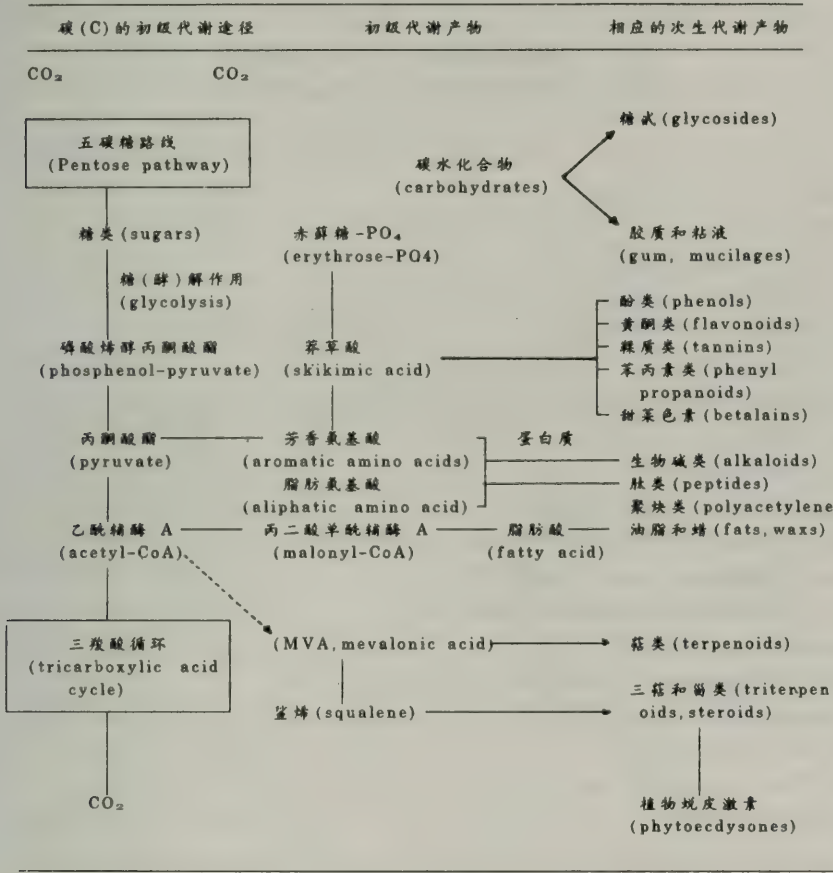 碳(C)的初级代谢途径 初级代谢产物 相应的次生代谢产物
CO₂ CO₂
糖甙(glycosides)
五碳糖路线
(Pentose pathway)
碳水化合物
(carbohydrates)
糖类(sugars) 赤藓糖-PO₄ 胶质和粘液
(erythrose-PO4) (gum, mucilages)
糖(酵)解作用
(glycolysis)
酚类(phenols)
黄酮类(flavonoids)
磷酸烯醇丙酮酸酯 莽草酸 鞣质类(tannins)
(phosphenol-pyruvate) (skikimic acid) 苯丙素类(phenyl
propanoids)
甜菜色素(betalains)
丙酮酸酯 芳香氨基酸 蛋白质
(pyruvate) (aromatic amino acids) 生物碱类(alkaloids)
脂肪氨基酸 肽类(peptides)
(aliphatic amino acid) 聚炔类(polyacetylene)
乙酰辅酶 A 丙二酸单酰辅酶 A 脂肪酸 油脂和蜡(fats, waxs)
(acetyl-CoA) (malonyl-CoA) (fatty acid)
三羧酸循环 (MVA, mevalonic acid) 萜类(terpenoids)
(tricarboxylic acid
cycle) 三萜和甾类(triterpen
鲨烯(squalene) oids, steroids)
CO₂ 植物蜕皮激素
(phytoecdysones)